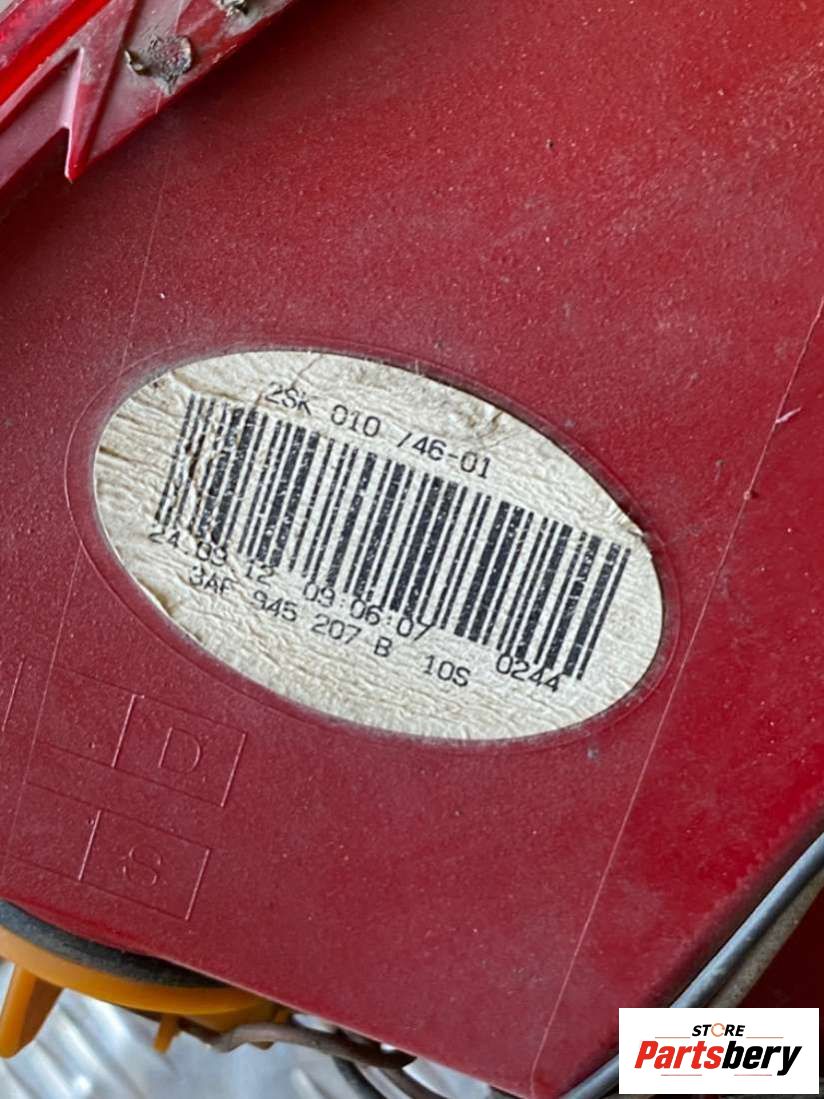 2SK 010 746-01
24.09 12 09:06:07 0244
3AF 945 207 B 10S
D
S
STORE
Partsbery